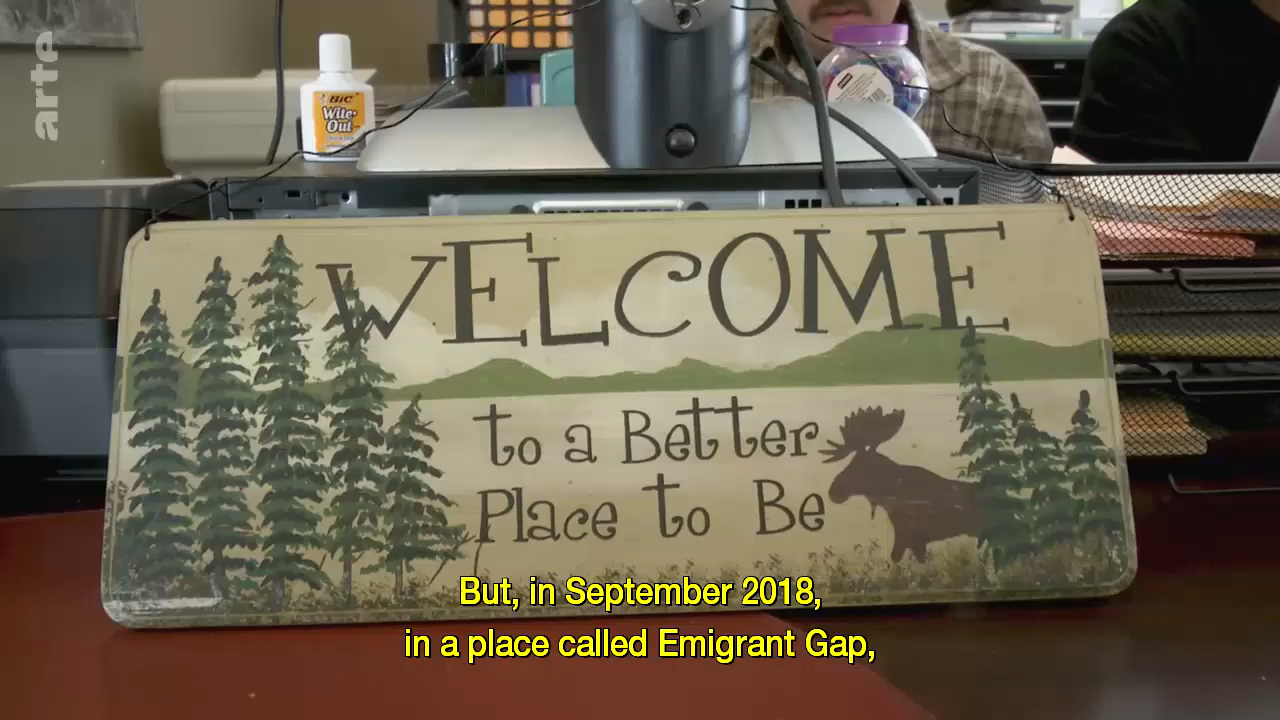 arte
BiC
Wite·
Out
WELCOME
to a Better
Place to Be
But, in September 2018,
in a place called Emigrant Gap,